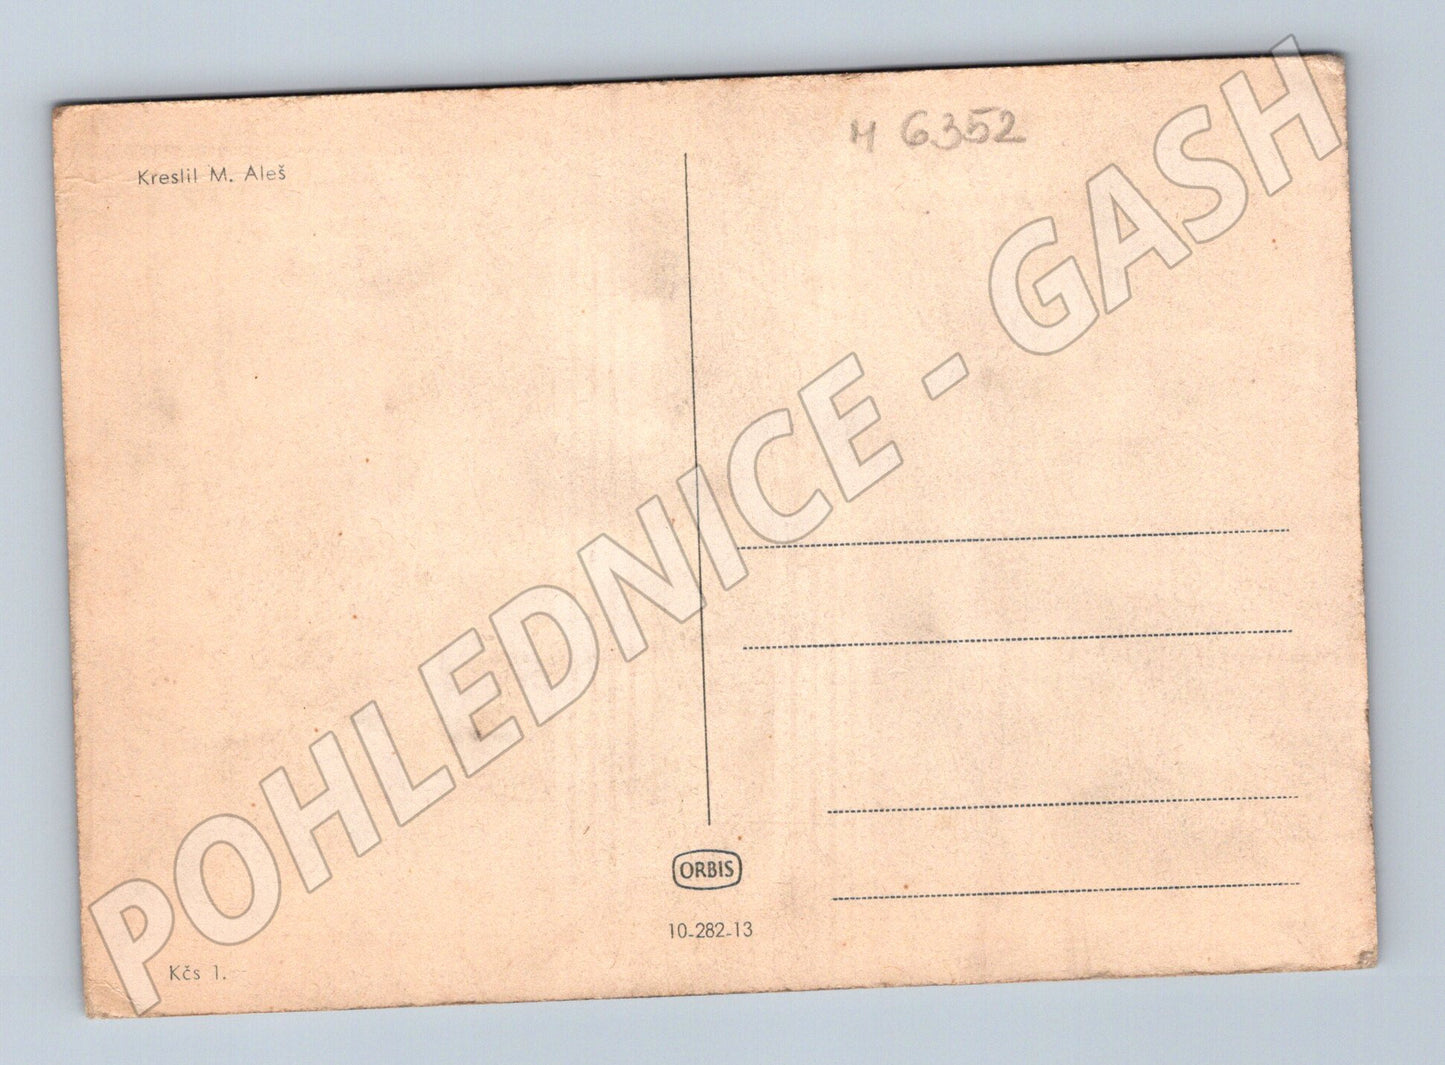 M 6352
Kreslil M. Aleš
POHLEDNICE - GASH
ORBIS
10-282-13
Kčs 1.